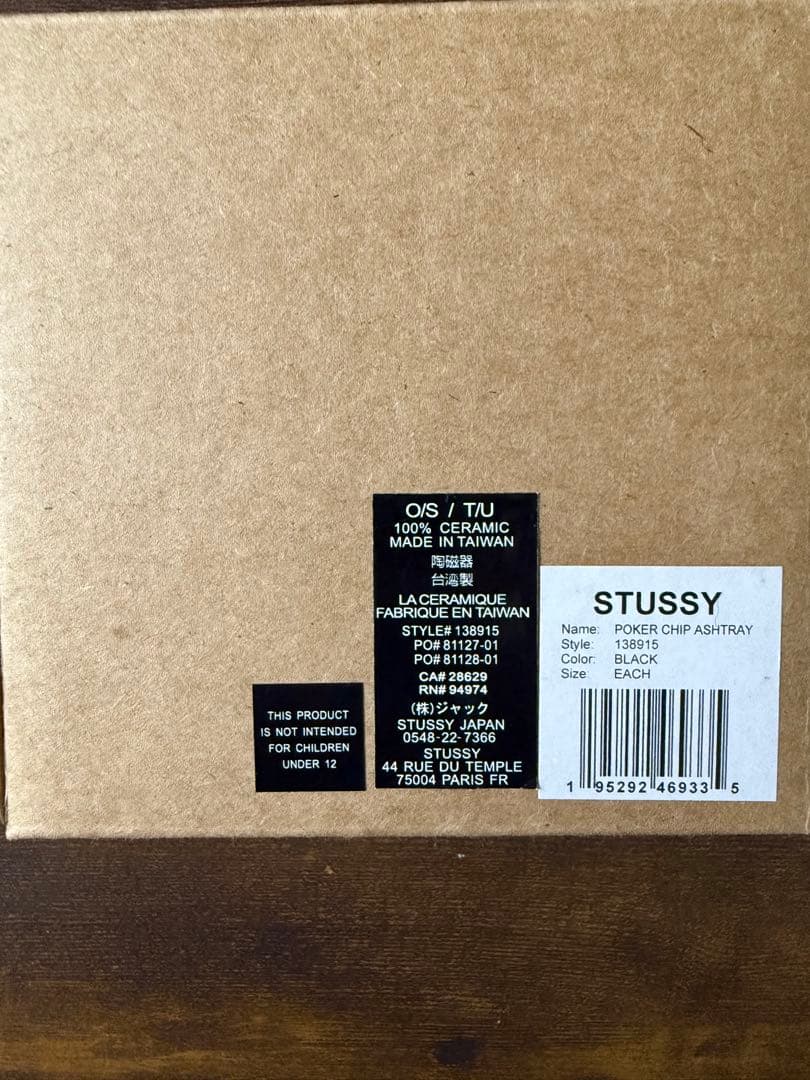 O/S / T/U
100% CERAMIC
MADE IN TAIWAN
陶磁器
台湾製
LA CERAMIQUE
FABRIQUE EN TAIWAN
STYLE# 138915
PO# 81127-01
PO# 81128-01
CA# 28629
RN# 94974
(株)ジャック
STUSSY JAPAN
0548-22-7366
STUSSY
44 RUE DU TEMPLE
75004 PARIS FR
THIS PRODUCT
IS NOT INTENDED
FOR CHILDREN
UNDER 12
STUSSY
Name: POKER CHIP ASHTRAY
Style: 138915
Color: BLACK
Size: EACH
1 95292 46933 5